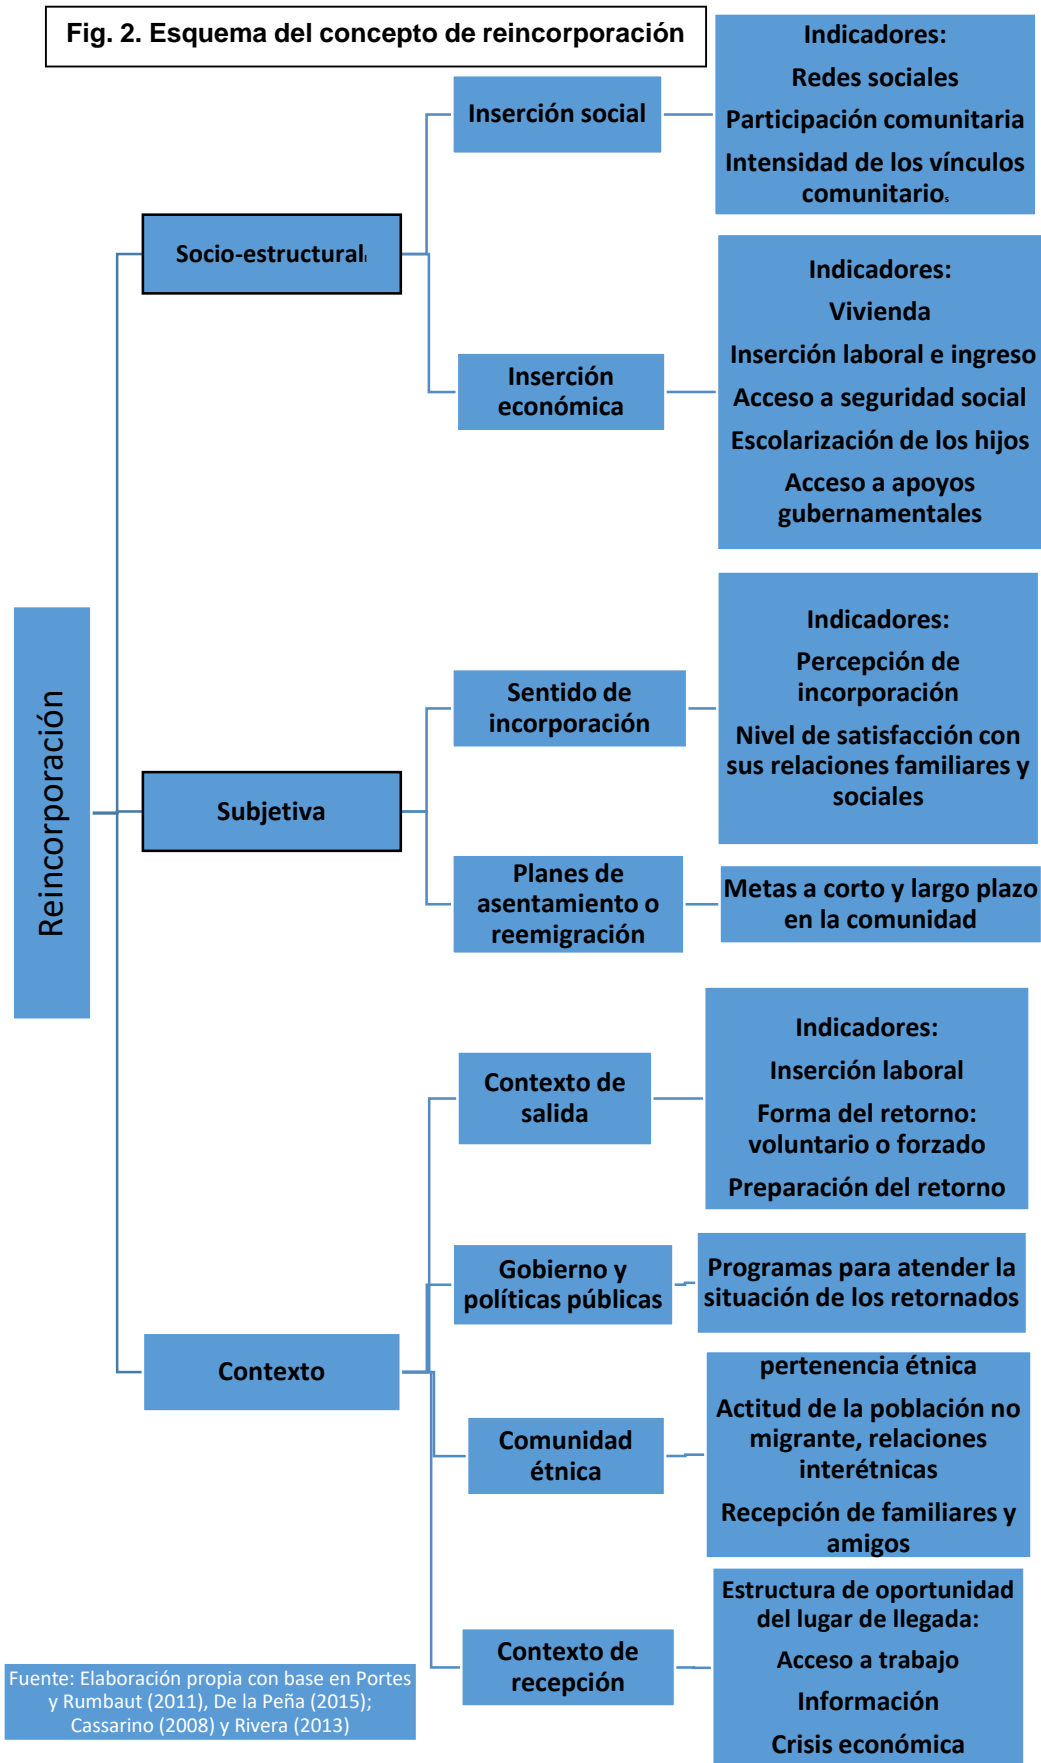 Fig. 2. Esquema del concepto de reincorporación
Reincorporación
Socio-estructurall
Inserción social
Indicadores:
Redes sociales
Participación comunitaria
Intensidad de los vínculos
comunitarios
Inserción
económica
Indicadores:
Vivienda
Inserción laboral e ingreso
Acceso a seguridad social
Escolarización de los hijos
Acceso a apoyos
gubernamentales
Subjetiva
Sentido de
incorporación
Indicadores:
Percepción de
incorporación
Nivel de satisfacción con
sus relaciones familiares y
sociales
Planes de
asentamiento o
reemigración
Metas a corto y largo plazo
en la comunidad
Contexto
Contexto de
salida
Indicadores:
Inserción laboral
Forma del retorno:
voluntario o forzado
Preparación del retorno
Gobierno y
políticas públicas
Programas para atender la
situación de los retornados
Comunidad
étnica
pertenencia étnica
Actitud de la población no
migrante, relaciones
interétnicas
Recepción de familiares y
amigos
Contexto de
recepción
Estructura de oportunidad
del lugar de llegada:
Acceso a trabajo
Información
Crisis económica
Fuente: Elaboración propia con base en Portes
y Rumbaut (2011), De la Peña (2015);
Cassarino (2008) y Rivera (2013)